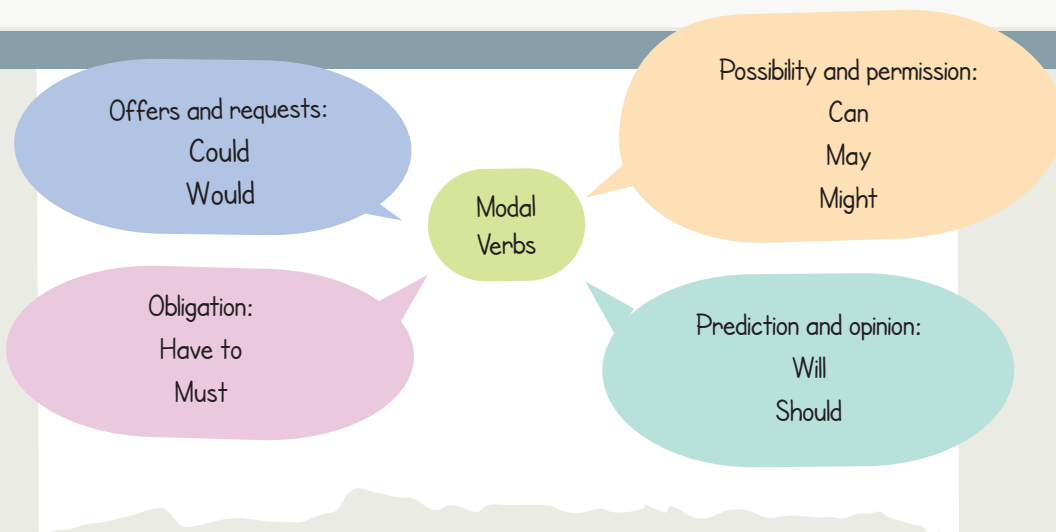 Offers and requests:
Could
Would
Possibility and permission:
Can
May
Might
Modal
Verbs
Obligation:
Have to
Must
Prediction and opinion:
Will
Should